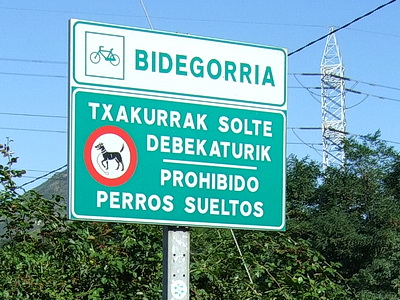 BIDEGORRIA
TXAKURRAK SOLTE
DEBEKATURIK
PROHIBIDO
PERROS SUELTOS